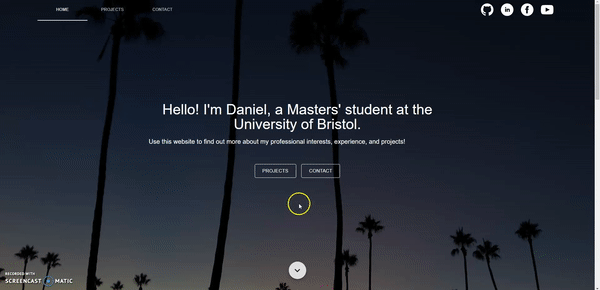 HOME PROJECTS CONTACT
Hello! I'm Daniel, a Masters' student at the
University of Bristol.
Use this website to find out more about my professional interests, experience, and projects!
PROJECTS CONTACT
RECORDED WITH
SCREENCAST MATIC